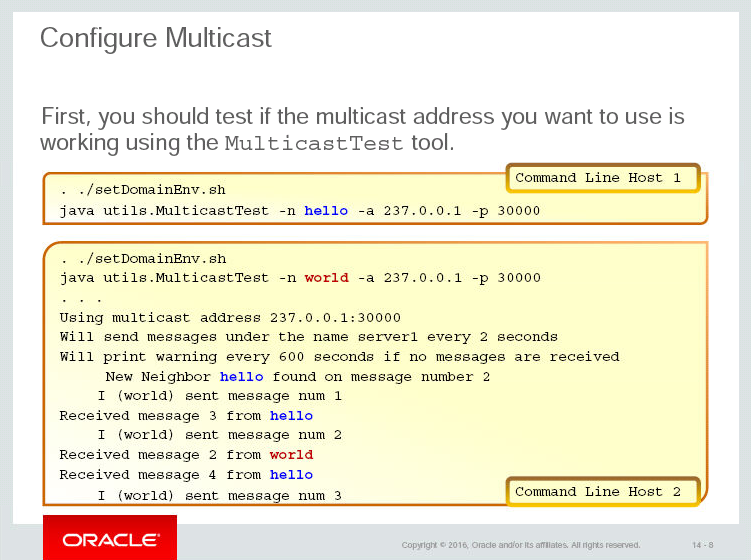 Configure Multicast
First, you should test if the multicast address you want to use is
working using the MulticastTest tool.
Command Line Host 1
. ./setDomainEnv.sh
java utils.MulticastTest -n hello -a 237.0.0.1 -p 30000
. ./setDomainEnv.sh
java utils.MulticastTest -n world -a 237.0.0.1 -p 30000
. . .
Using multicast address 237.0.0.1:30000
Will send messages under the name server1 every 2 seconds
Will print warning every 600 seconds if no messages are received
New Neighbor hello found on message number 2
I (world) sent message num 1
Received message 3 from hello
I (world) sent message num 2
Received message 2 from world
Received message 4 from hello
I (world) sent message num 3
Command Line Host 2
ORACLE
Copyright © 2016, Oracle and/or its affiliates. All rights reserved.
14 - 8